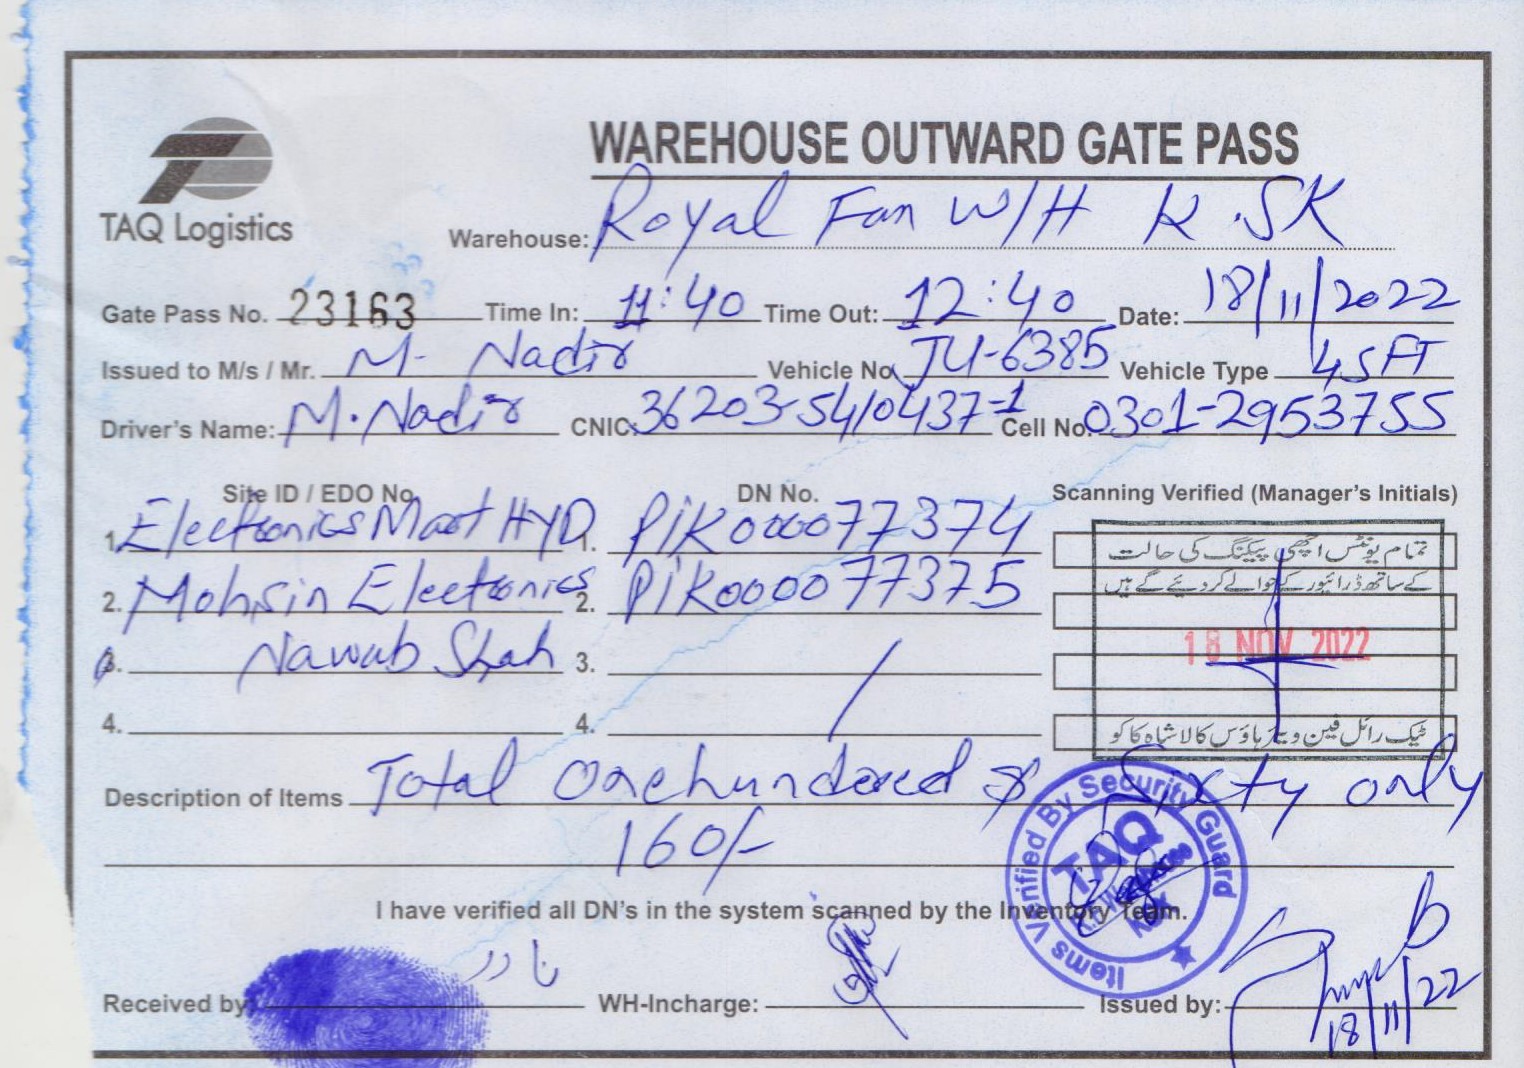 WAREHOUSE OUTWARD GATE PASS
TAQ Logistics
Warehouse: Royal Fan W/H K.SK
Gate Pass No. 23163 Time In: 11:40 Time Out: 12:40 Date: 18/11/2022
Issued to M/s / Mr. M. Nadir Vehicle No. JU-6385 Vehicle Type 45FT
Driver's Name: M. Nadir CNIC: 36203-5410437-1 Cell No. 0301-2953755
Site ID / EDO No. DN No. Scanning Verified (Manager's Initials)
1. Electronics Mart HYD 1. PIK000077374
تمام یونٹس اچھی پیکینگ کی حالت
کے ساتھ ڈرائیور کے حوالے کر دیئے گے ہیں
2. Mohsin Electronics 2. PIK000077375
3. Nawab Shah 3. /
18 NOV 2022
4. 4.
ٹیک رائل فین ویئر ہاؤس کالا شاہ کاکو
Description of Items Total Onehundered & Sixty only
160/-
Items Verified By Security Guard
TAQ
I have verified all DN's in the system scanned by the Inventory Team.
Received by: نادر WH-Incharge: Issued by:
18/11/22